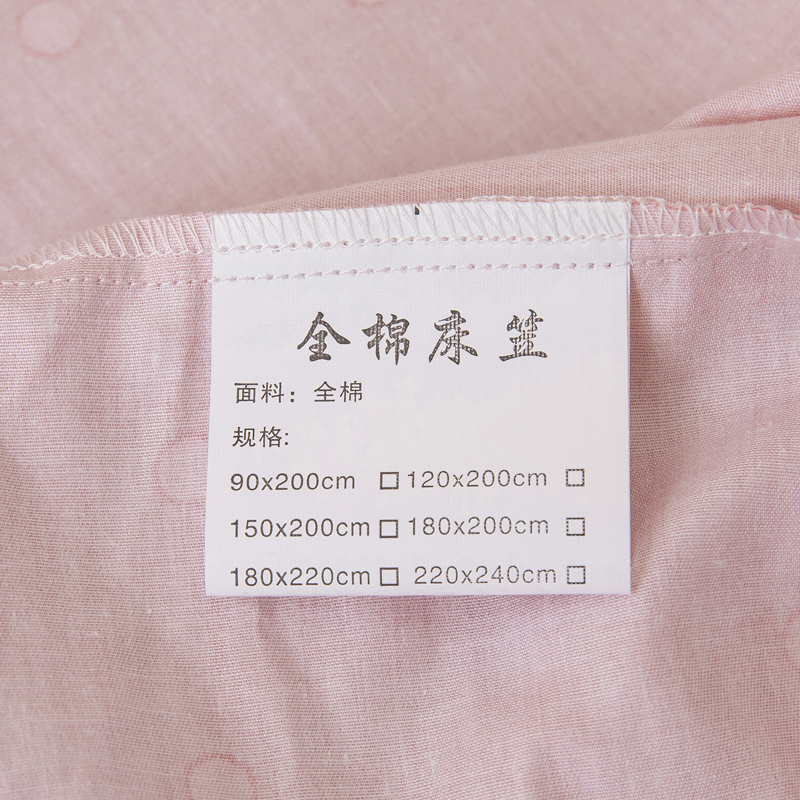 全棉床笠
面料：全棉
规格:
90x200cm □ 120x200cm □
150x200cm □ 180x200cm □
180x220cm □ 220x240cm □